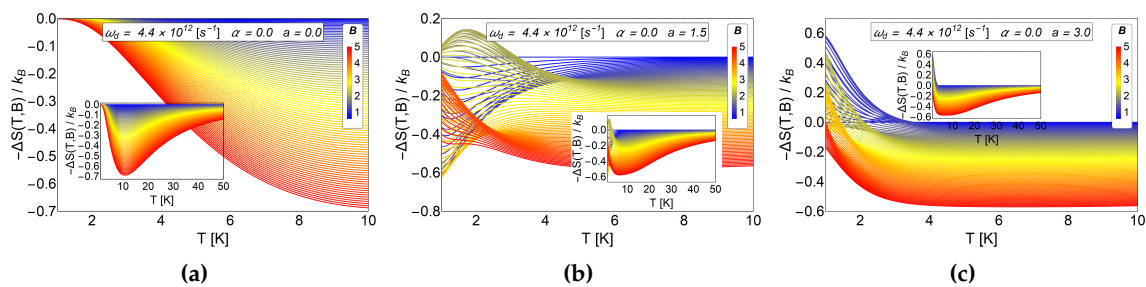 ω_d = 4.4 × 10^12 [s^-1] α = 0.0 a = 0.0
B
5
4
3
2
1
0.0
-0.1
-0.2
-0.3
-0.4
-0.5
-0.6
-0.7
-ΔS(T,B) / k_B
2 4 6 8 10
T [K]
0.0
-0.1
-0.2
-0.3
-0.4
-0.5
-0.6
-0.7
-ΔS(T,B) / k_B
10 20 30 40 50
T [K]
(a)
ω_d = 4.4 × 10^12 [s^-1] α = 0.0 a = 1.5
B
5
4
3
2
1
0.2
0.0
-0.2
-0.4
-0.6
0.8
-ΔS(T,B) / k_B
2 4 6 8 10
T [K]
0.2
0.0
-0.2
-0.4
-0.6
-ΔS(T,B) / k_B
10 20 30 40 50
T [K]
(b)
ω_d = 4.4 × 10^12 [s^-1] α = 0.0 a = 3.0
B
5
4
3
2
1
0.6
0.4
0.2
0.0
-0.2
-0.4
0.6
-ΔS(T,B) / k_B
2 4 6 8 10
T [K]
0.6
0.4
0.2
0.0
-0.2
-0.4
-0.6
-ΔS(T,B) / k_B
10 20 30 40 50
T [K]
(c)